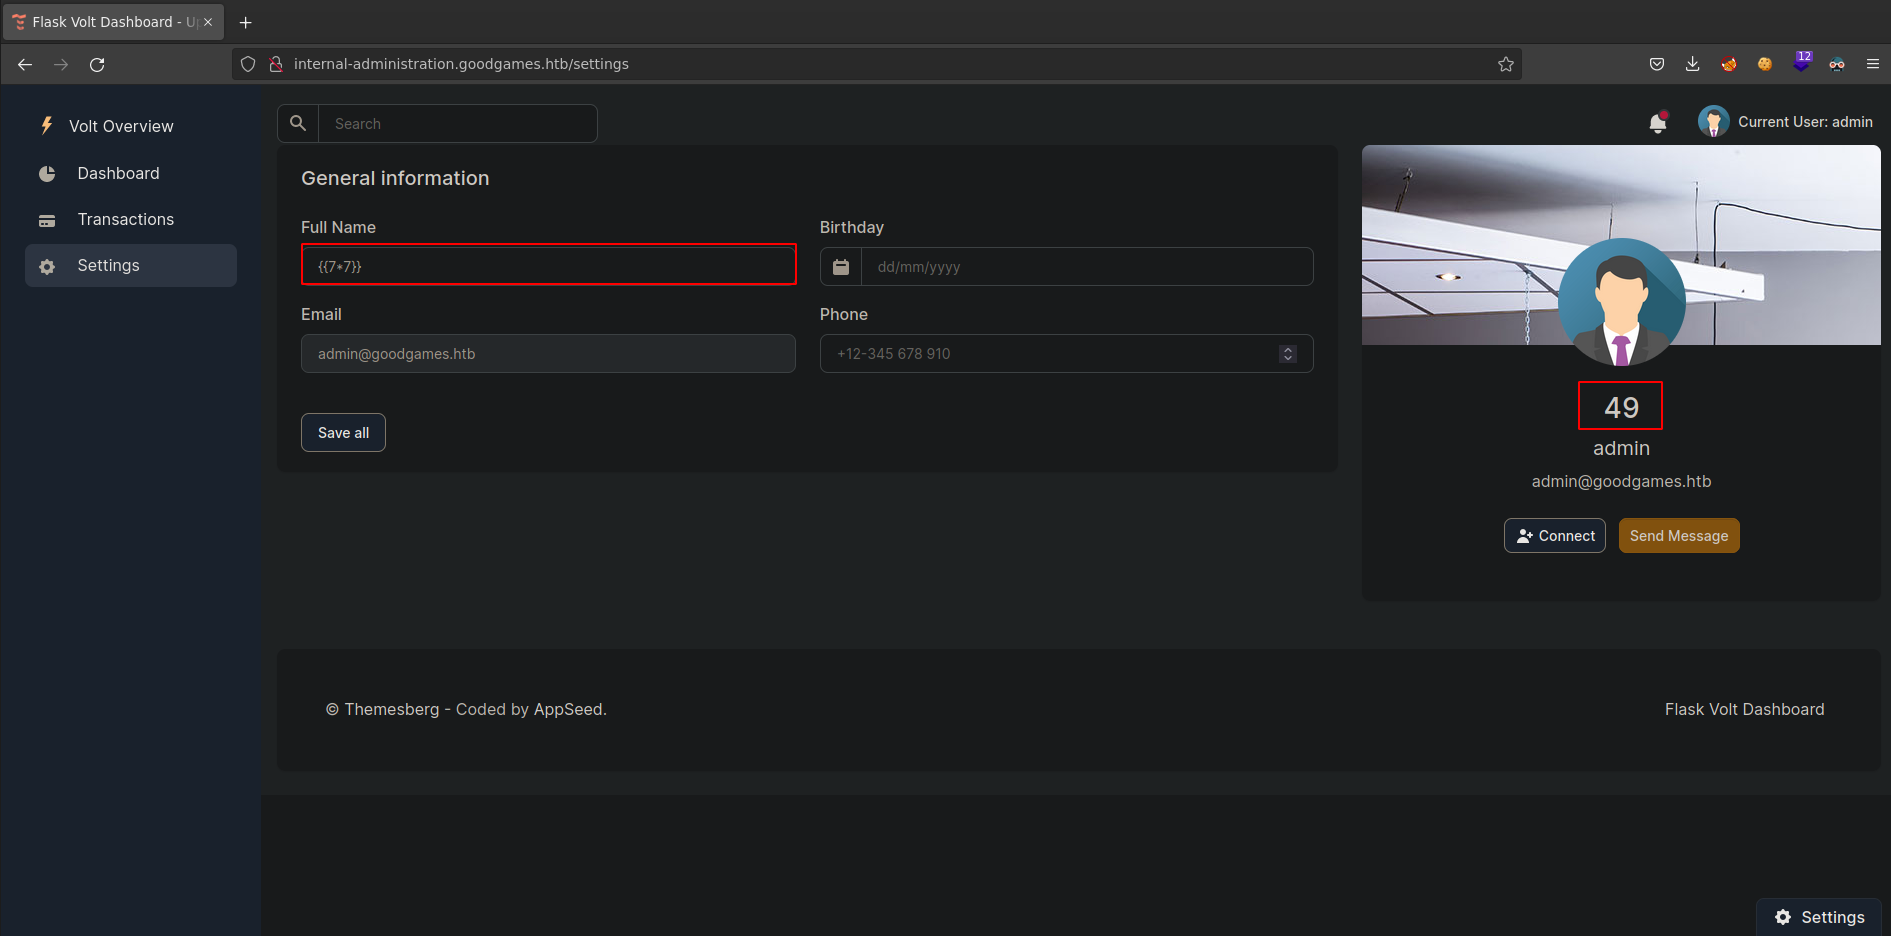 Flask Volt Dashboard - U
internal-administration.goodgames.htb/settings
12
Volt Overview
Dashboard
Transactions
Settings
Search
Current User: admin
General information
Full Name
{{7*7}}
Birthday
dd/mm/yyyy
Email
admin@goodgames.htb
Phone
+12-345 678 910
Save all
49
admin
admin@goodgames.htb
Connect
Send Message
© Themesberg - Coded by AppSeed.
Flask Volt Dashboard
Settings